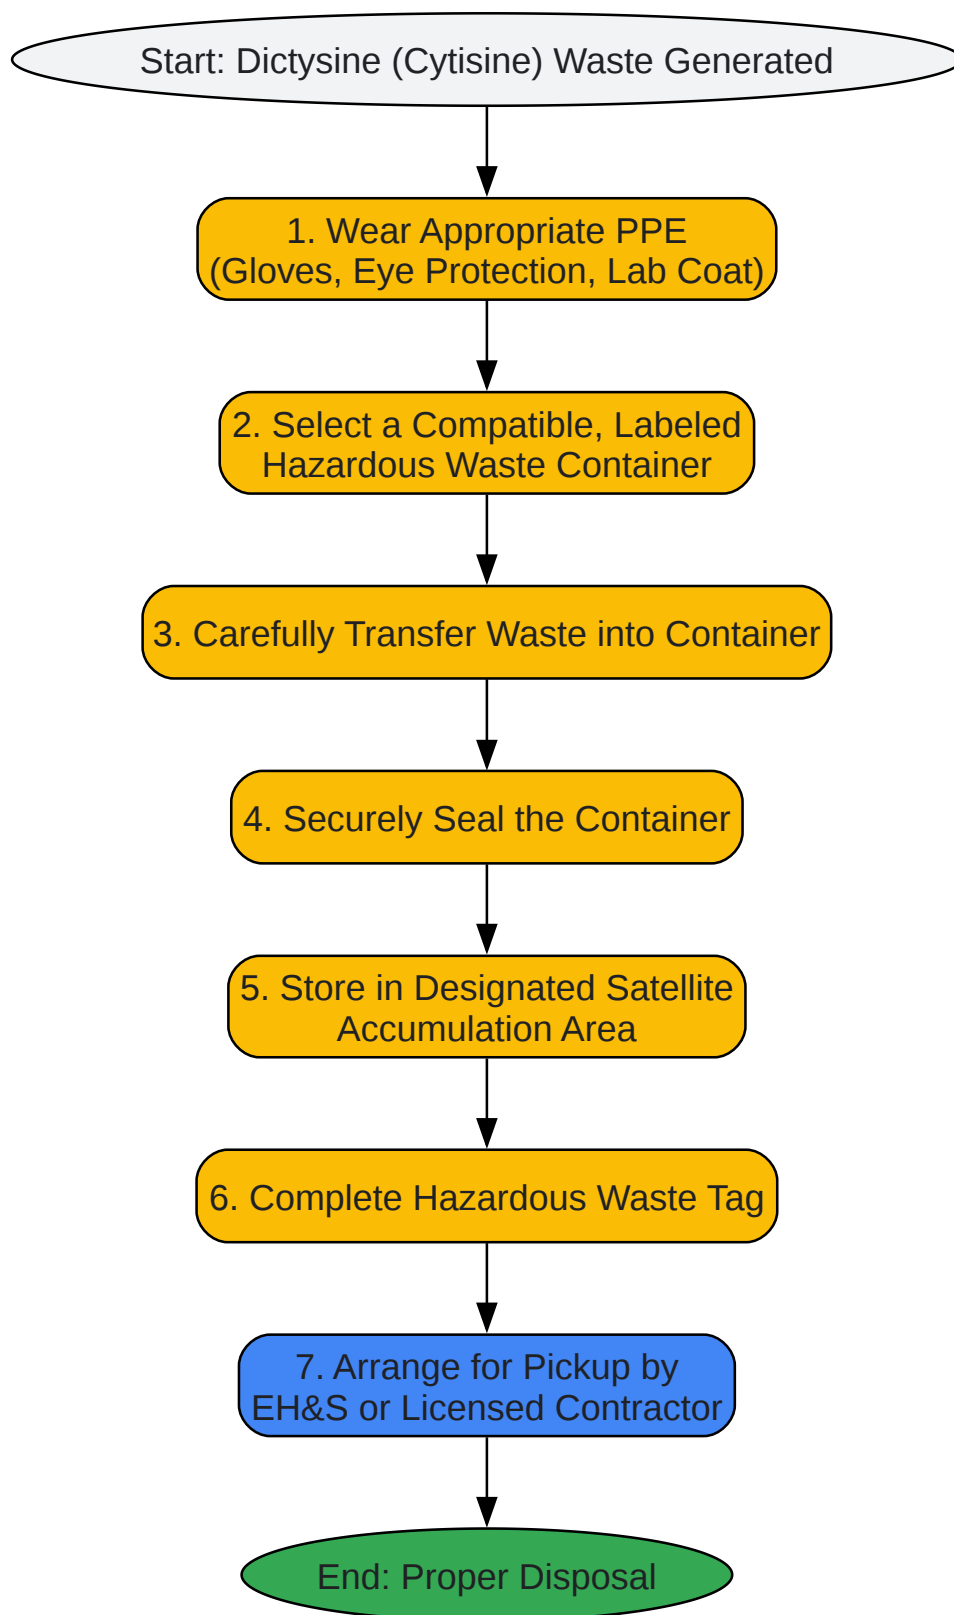 Start: Dictysine (Cytisine) Waste Generated
1. Wear Appropriate PPE
(Gloves, Eye Protection, Lab Coat)
2. Select a Compatible, Labeled
Hazardous Waste Container
3. Carefully Transfer Waste into Container
4. Securely Seal the Container
5. Store in Designated Satellite
Accumulation Area
6. Complete Hazardous Waste Tag
7. Arrange for Pickup by
EH&S or Licensed Contractor
End: Proper Disposal